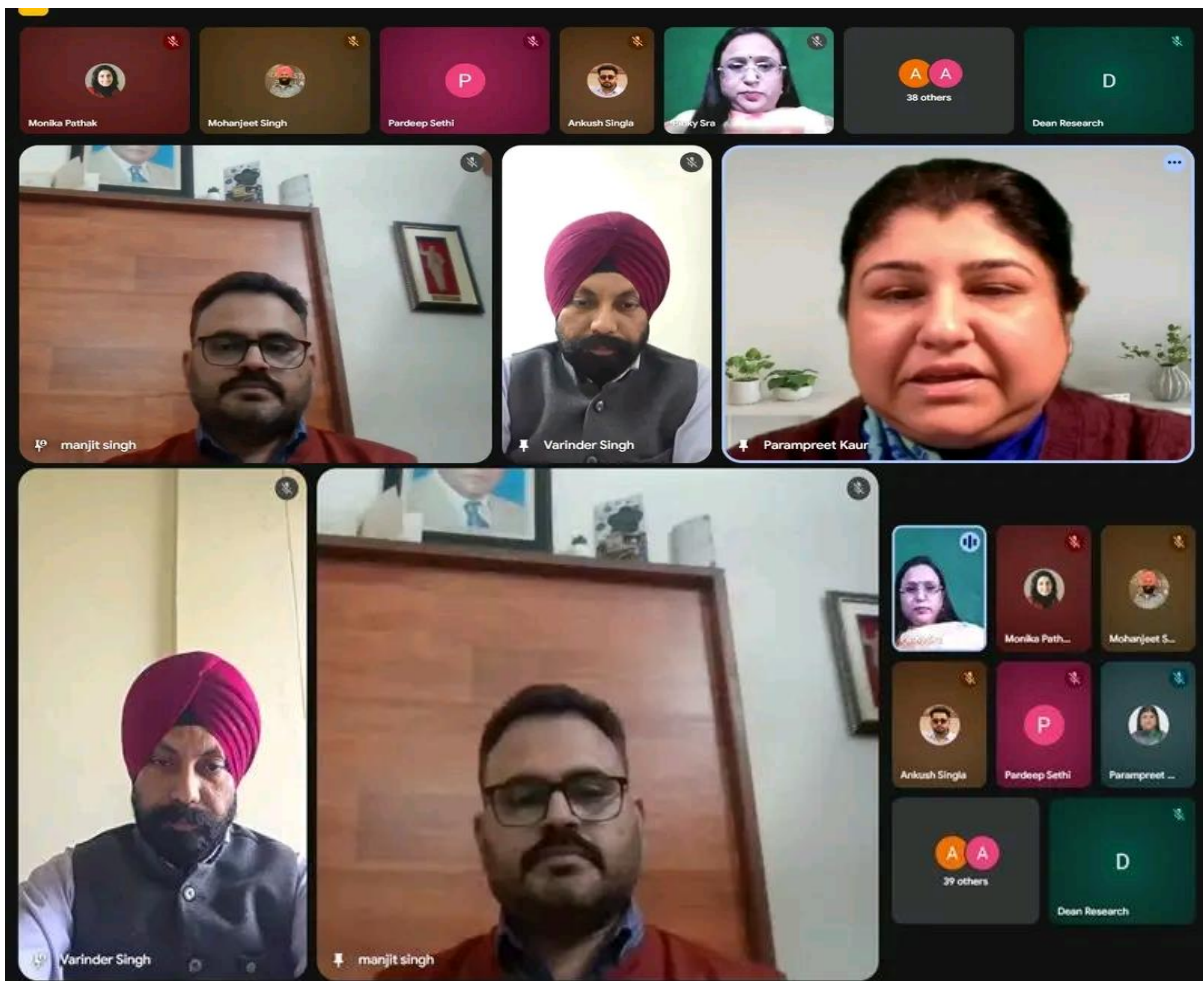 Monika Pathak
Mohanjeet Singh
P
Pardeep Sethi
Ankush Singla
Sra
A A
38 others
D
Dean Research
manjit singh
Varinder Singh
Parampreet Kaur
Varinder Singh
manjit singh
Monika Path...
Mohanjeet S...
Ankush Singla
P
Pardeep Sethi
Parampreet ...
A A
39 others
D
Dean Research